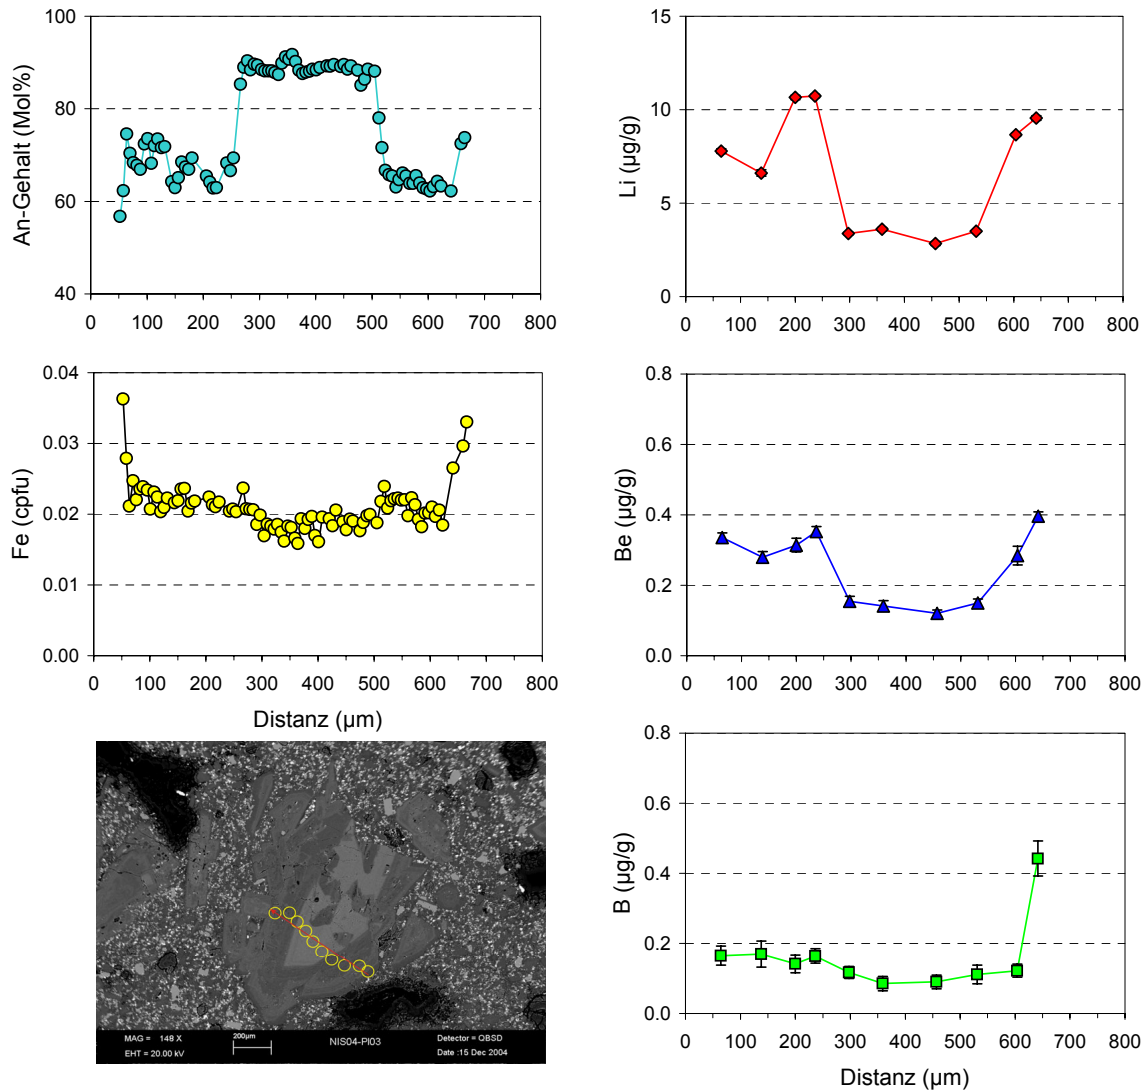 100
80
60
40
An-Gehalt (Mol%)
0 100 200 300 400 500 600 700 800
15
10
5
0
Li (µg/g)
0 100 200 300 400 500 600 700 800
0.04
0.03
0.02
0.01
0.00
Fe (cpfu)
0 100 200 300 400 500 600 700 800
Distanz (µm)
0.8
0.6
0.4
0.2
0.0
Be (µg/g)
0 100 200 300 400 500 600 700 800
MAG = 148 X
EHT = 20.00 kV
200µm
NIS04-Pl03
Detector = QBSD
Date :15 Dec 2004
0.8
0.6
0.4
0.2
0.0
B (µg/g)
0 100 200 300 400 500 600 700 800
Distanz (µm)